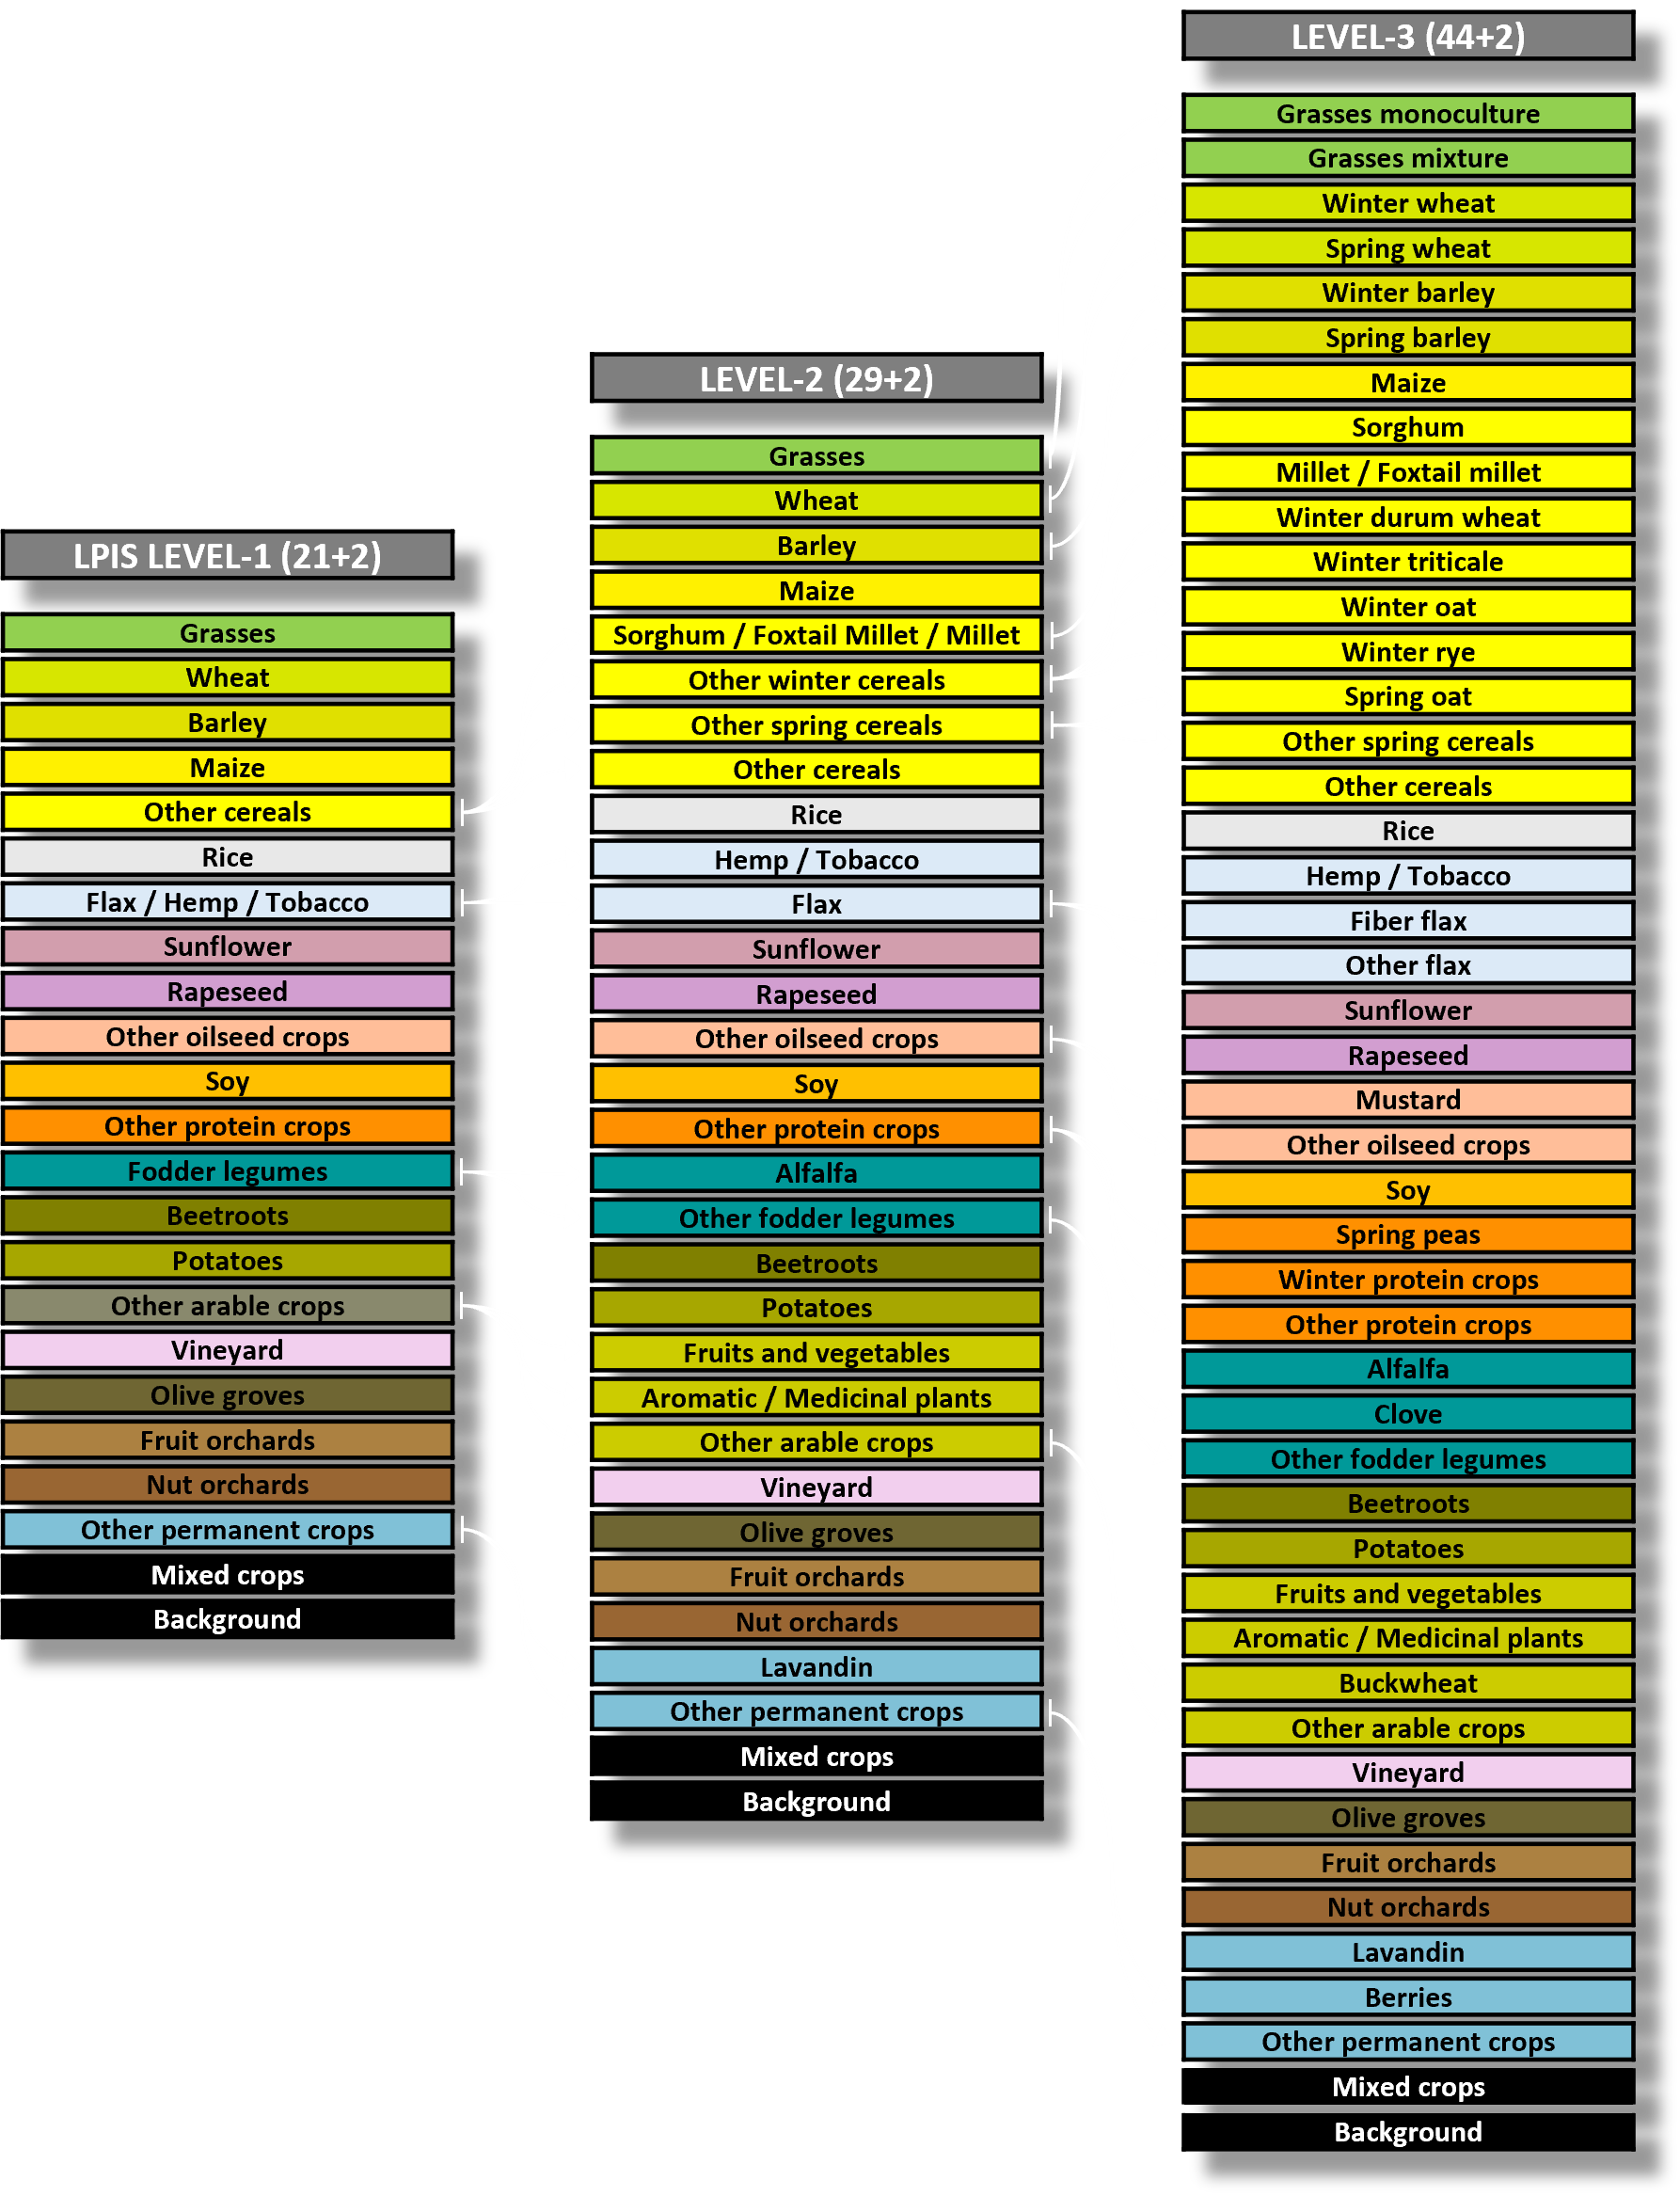 LPIS LEVEL-1 (21+2)
Grasses
Wheat
Barley
Maize
Other cereals
Rice
Flax / Hemp / Tobacco
Sunflower
Rapeseed
Other oilseed crops
Soy
Other protein crops
Fodder legumes
Beetroots
Potatoes
Other arable crops
Vineyard
Olive groves
Fruit orchards
Nut orchards
Other permanent crops
Mixed crops
Background
LEVEL-2 (29+2)
Grasses
Wheat
Barley
Maize
Sorghum / Foxtail Millet / Millet
Other winter cereals
Other spring cereals
Other cereals
Rice
Hemp / Tobacco
Flax
Sunflower
Rapeseed
Other oilseed crops
Soy
Other protein crops
Alfalfa
Other fodder legumes
Beetroots
Potatoes
Fruits and vegetables
Aromatic / Medicinal plants
Other arable crops
Vineyard
Olive groves
Fruit orchards
Nut orchards
Lavandin
Other permanent crops
Mixed crops
Background
LEVEL-3 (44+2)
Grasses monoculture
Grasses mixture
Winter wheat
Spring wheat
Winter barley
Spring barley
Maize
Sorghum
Millet / Foxtail millet
Winter durum wheat
Winter triticale
Winter oat
Winter rye
Spring oat
Other spring cereals
Other cereals
Rice
Hemp / Tobacco
Fiber flax
Other flax
Sunflower
Rapeseed
Mustard
Other oilseed crops
Soy
Spring peas
Winter protein crops
Other protein crops
Alfalfa
Clove
Other fodder legumes
Beetroots
Potatoes
Fruits and vegetables
Aromatic / Medicinal plants
Buckwheat
Other arable crops
Vineyard
Olive groves
Fruit orchards
Nut orchards
Lavandin
Berries
Other permanent crops
Mixed crops
Background